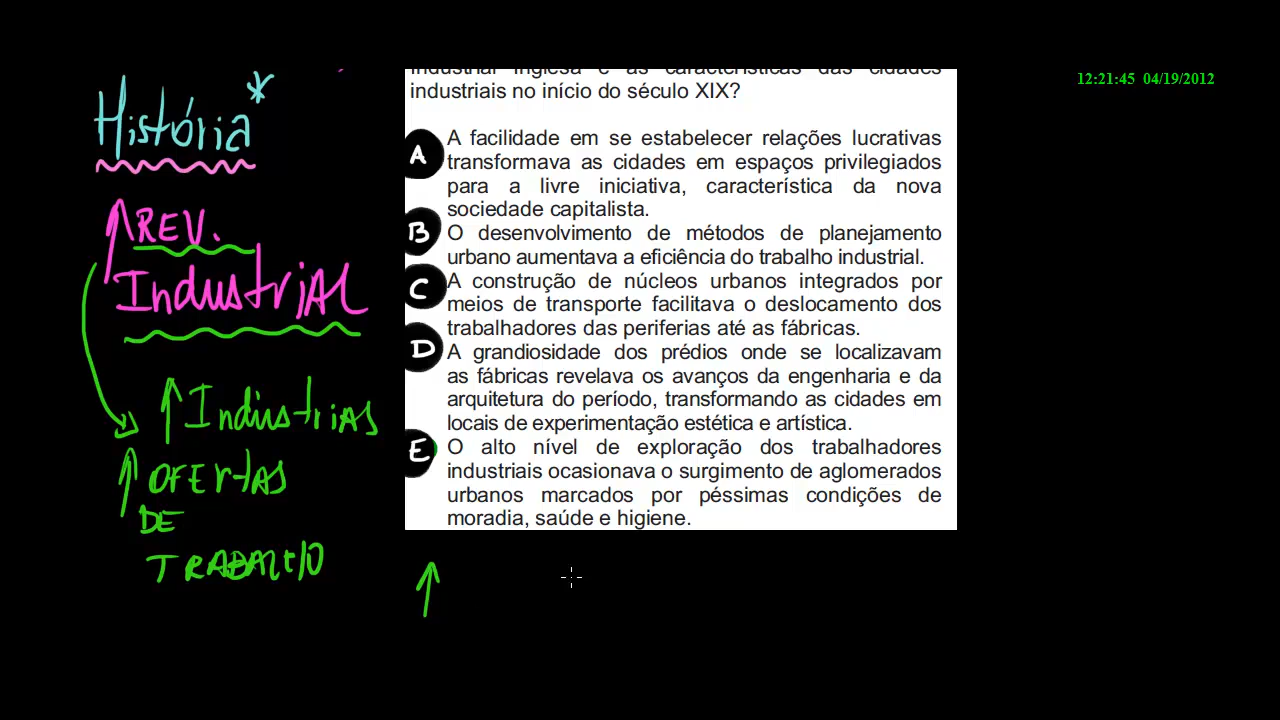 12:21:45 04/19/2012
História*
REV.
IndustriAL
IndústriAS
OFErtAS
DE
TRABALHO
industriais no início do século XIX?
A A facilidade em se estabelecer relações lucrativas
transformava as cidades em espaços privilegiados
para a livre iniciativa, característica da nova
sociedade capitalista.
B O desenvolvimento de métodos de planejamento
urbano aumentava a eficiência do trabalho industrial.
C A construção de núcleos urbanos integrados por
meios de transporte facilitava o deslocamento dos
trabalhadores das periferias até as fábricas.
D A grandiosidade dos prédios onde se localizavam
as fábricas revelava os avanços da engenharia e da
arquitetura do período, transformando as cidades em
locais de experimentação estética e artística.
E O alto nível de exploração dos trabalhadores
industriais ocasionava o surgimento de aglomerados
urbanos marcados por péssimas condições de
moradia, saúde e higiene.